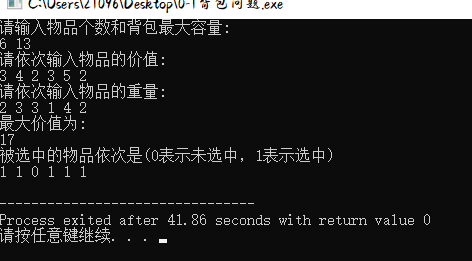 C:\Users\21096\Desktop\0-1背包问题.exe
请输入物品个数和背包最大容量:
6 13
请依次输入物品的价值:
3 4 2 3 5 2
请依次输入物品的重量:
2 3 3 1 4 2
最大价值为:
17
被选中的物品依次是(0表示未选中, 1表示选中)
1 1 0 1 1 1
--------------------------------
Process exited after 41.86 seconds with return value 0
请按任意键继续. . .